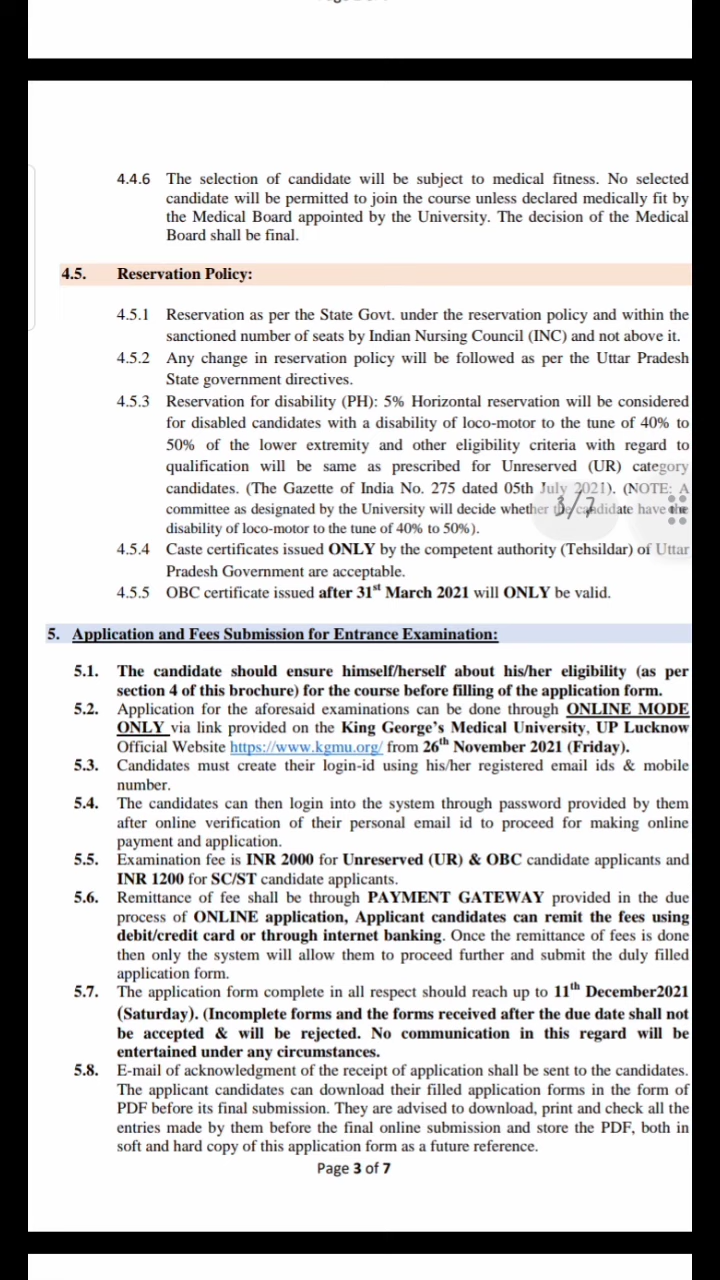 4.4.6 The selection of candidate will be subject to medical fitness. No selected
candidate will be permitted to join the course unless declared medically fit by
the Medical Board appointed by the University. The decision of the Medical
Board shall be final.
4.5. Reservation Policy:
4.5.1 Reservation as per the State Govt. under the reservation policy and within the
sanctioned number of seats by Indian Nursing Council (INC) and not above it.
4.5.2 Any change in reservation policy will be followed as per the Uttar Pradesh
State government directives.
4.5.3 Reservation for disability (PH): 5% Horizontal reservation will be considered
for disabled candidates with a disability of loco-motor to the tune of 40% to
50% of the lower extremity and other eligibility criteria with regard to
qualification will be same as prescribed for Unreserved (UR) category
candidates. (The Gazette of India No. 275 dated 05th July 2021). (NOTE: A
committee as designated by the University will decide whether the candidate have the
3/7
disability of loco-motor to the tune of 40% to 50%).
4.5.4 Caste certificates issued ONLY by the competent authority (Tehsildar) of Uttar
Pradesh Government are acceptable.
4.5.5 OBC certificate issued after 31st March 2021 will ONLY be valid.
5. Application and Fees Submission for Entrance Examination:
5.1. The candidate should ensure himself/herself about his/her eligibility (as per
section 4 of this brochure) for the course before filling of the application form.
5.2. Application for the aforesaid examinations can be done through ONLINE MODE
ONLY via link provided on the King George's Medical University, UP Lucknow
Official Website https://www.kgmu.org/ from 26th November 2021 (Friday).
5.3. Candidates must create their login-id using his/her registered email ids & mobile
number.
5.4. The candidates can then login into the system through password provided by them
after online verification of their personal email id to proceed for making online
payment and application.
5.5. Examination fee is INR 2000 for Unreserved (UR) & OBC candidate applicants and
INR 1200 for SC/ST candidate applicants.
5.6. Remittance of fee shall be through PAYMENT GATEWAY provided in the due
process of ONLINE application, Applicant candidates can remit the fees using
debit/credit card or through internet banking. Once the remittance of fees is done
then only the system will allow them to proceed further and submit the duly filled
application form.
5.7. The application form complete in all respect should reach up to 11th December2021
(Saturday). (Incomplete forms and the forms received after the due date shall not
be accepted & will be rejected. No communication in this regard will be
entertained under any circumstances.
5.8. E-mail of acknowledgment of the receipt of application shall be sent to the candidates.
The applicant candidates can download their filled application forms in the form of
PDF before its final submission. They are advised to download, print and check all the
entries made by them before the final online submission and store the PDF, both in
soft and hard copy of this application form as a future reference.
Page 3 of 7